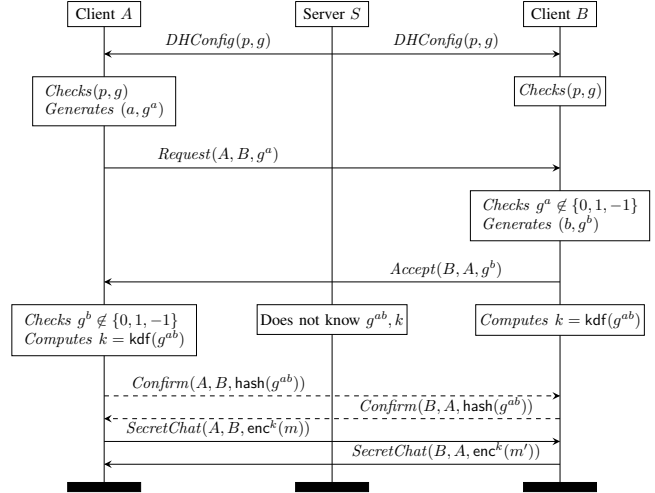 Client A Server S Client B
DHConfig(p, g) DHConfig(p, g)
Checks(p, g)
Generates (a, g^a)
Checks(p, g)
Request(A, B, g^a)
Checks g^a ∉ {0, 1, −1}
Generates (b, g^b)
Accept(B, A, g^b)
Checks g^b ∉ {0, 1, −1}
Computes k = kdf(g^{ab})
Does not know g^{ab}, k
Computes k = kdf(g^{ab})
Confirm(A, B, hash(g^{ab}))
Confirm(B, A, hash(g^{ab}))
SecretChat(A, B, enc^k(m))
SecretChat(B, A, enc^k(m′))